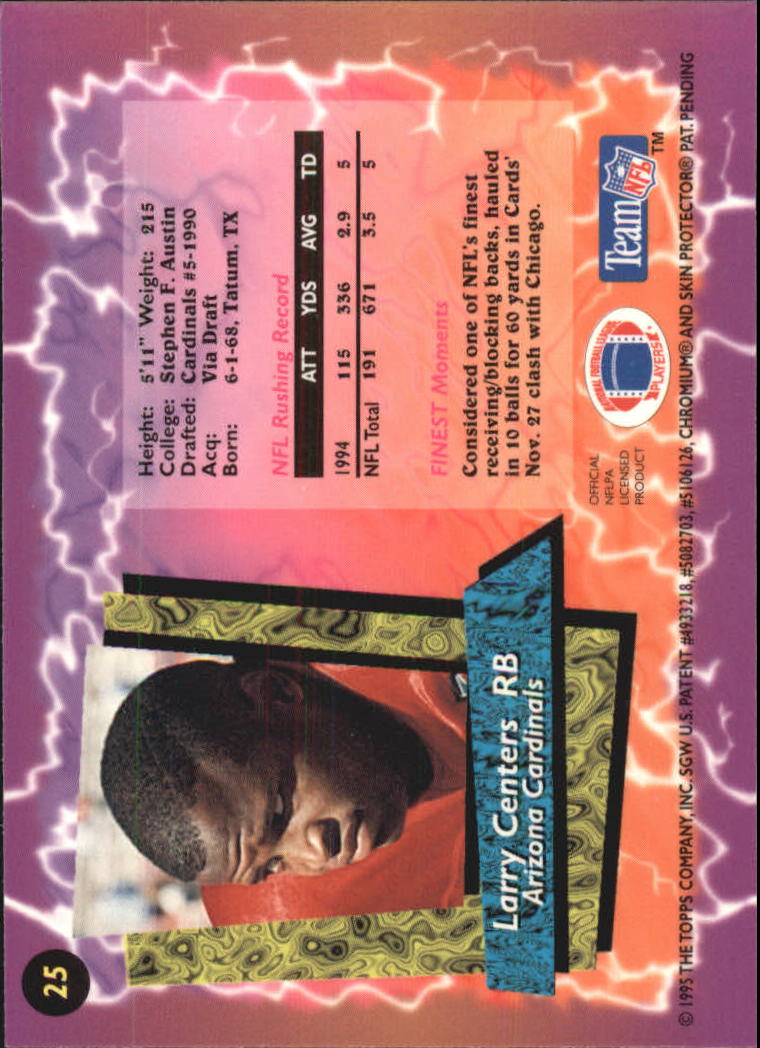 25
Larry Centers RB
Arizona Cardinals
Height: 5'11" Weight: 215
College: Stephen F. Austin
Drafted: Cardinals #5-1990
Acq: Via Draft
Born: 6-1-68, Tatum, TX
NFL Rushing Record
ATT YDS AVG TD
1994 115 336 2.9 5
NFL Total 191 671 3.5 5
FINEST Moments
Considered one of NFL's finest
receiving/blocking backs, hauled
in 10 balls for 60 yards in Cards'
Nov. 27 clash with Chicago.
OFFICIAL
NFLPA
LICENSED
PRODUCT
NATIONAL FOOTBALL LEAGUE
PLAYERS
Team NFL
TM
© 1995 THE TOPPS COMPANY, INC. SGW U.S. PATENT #4933218, #5082703, #5106126, CHROMIUM® AND SKIN PROTECTOR® PAT. PENDING